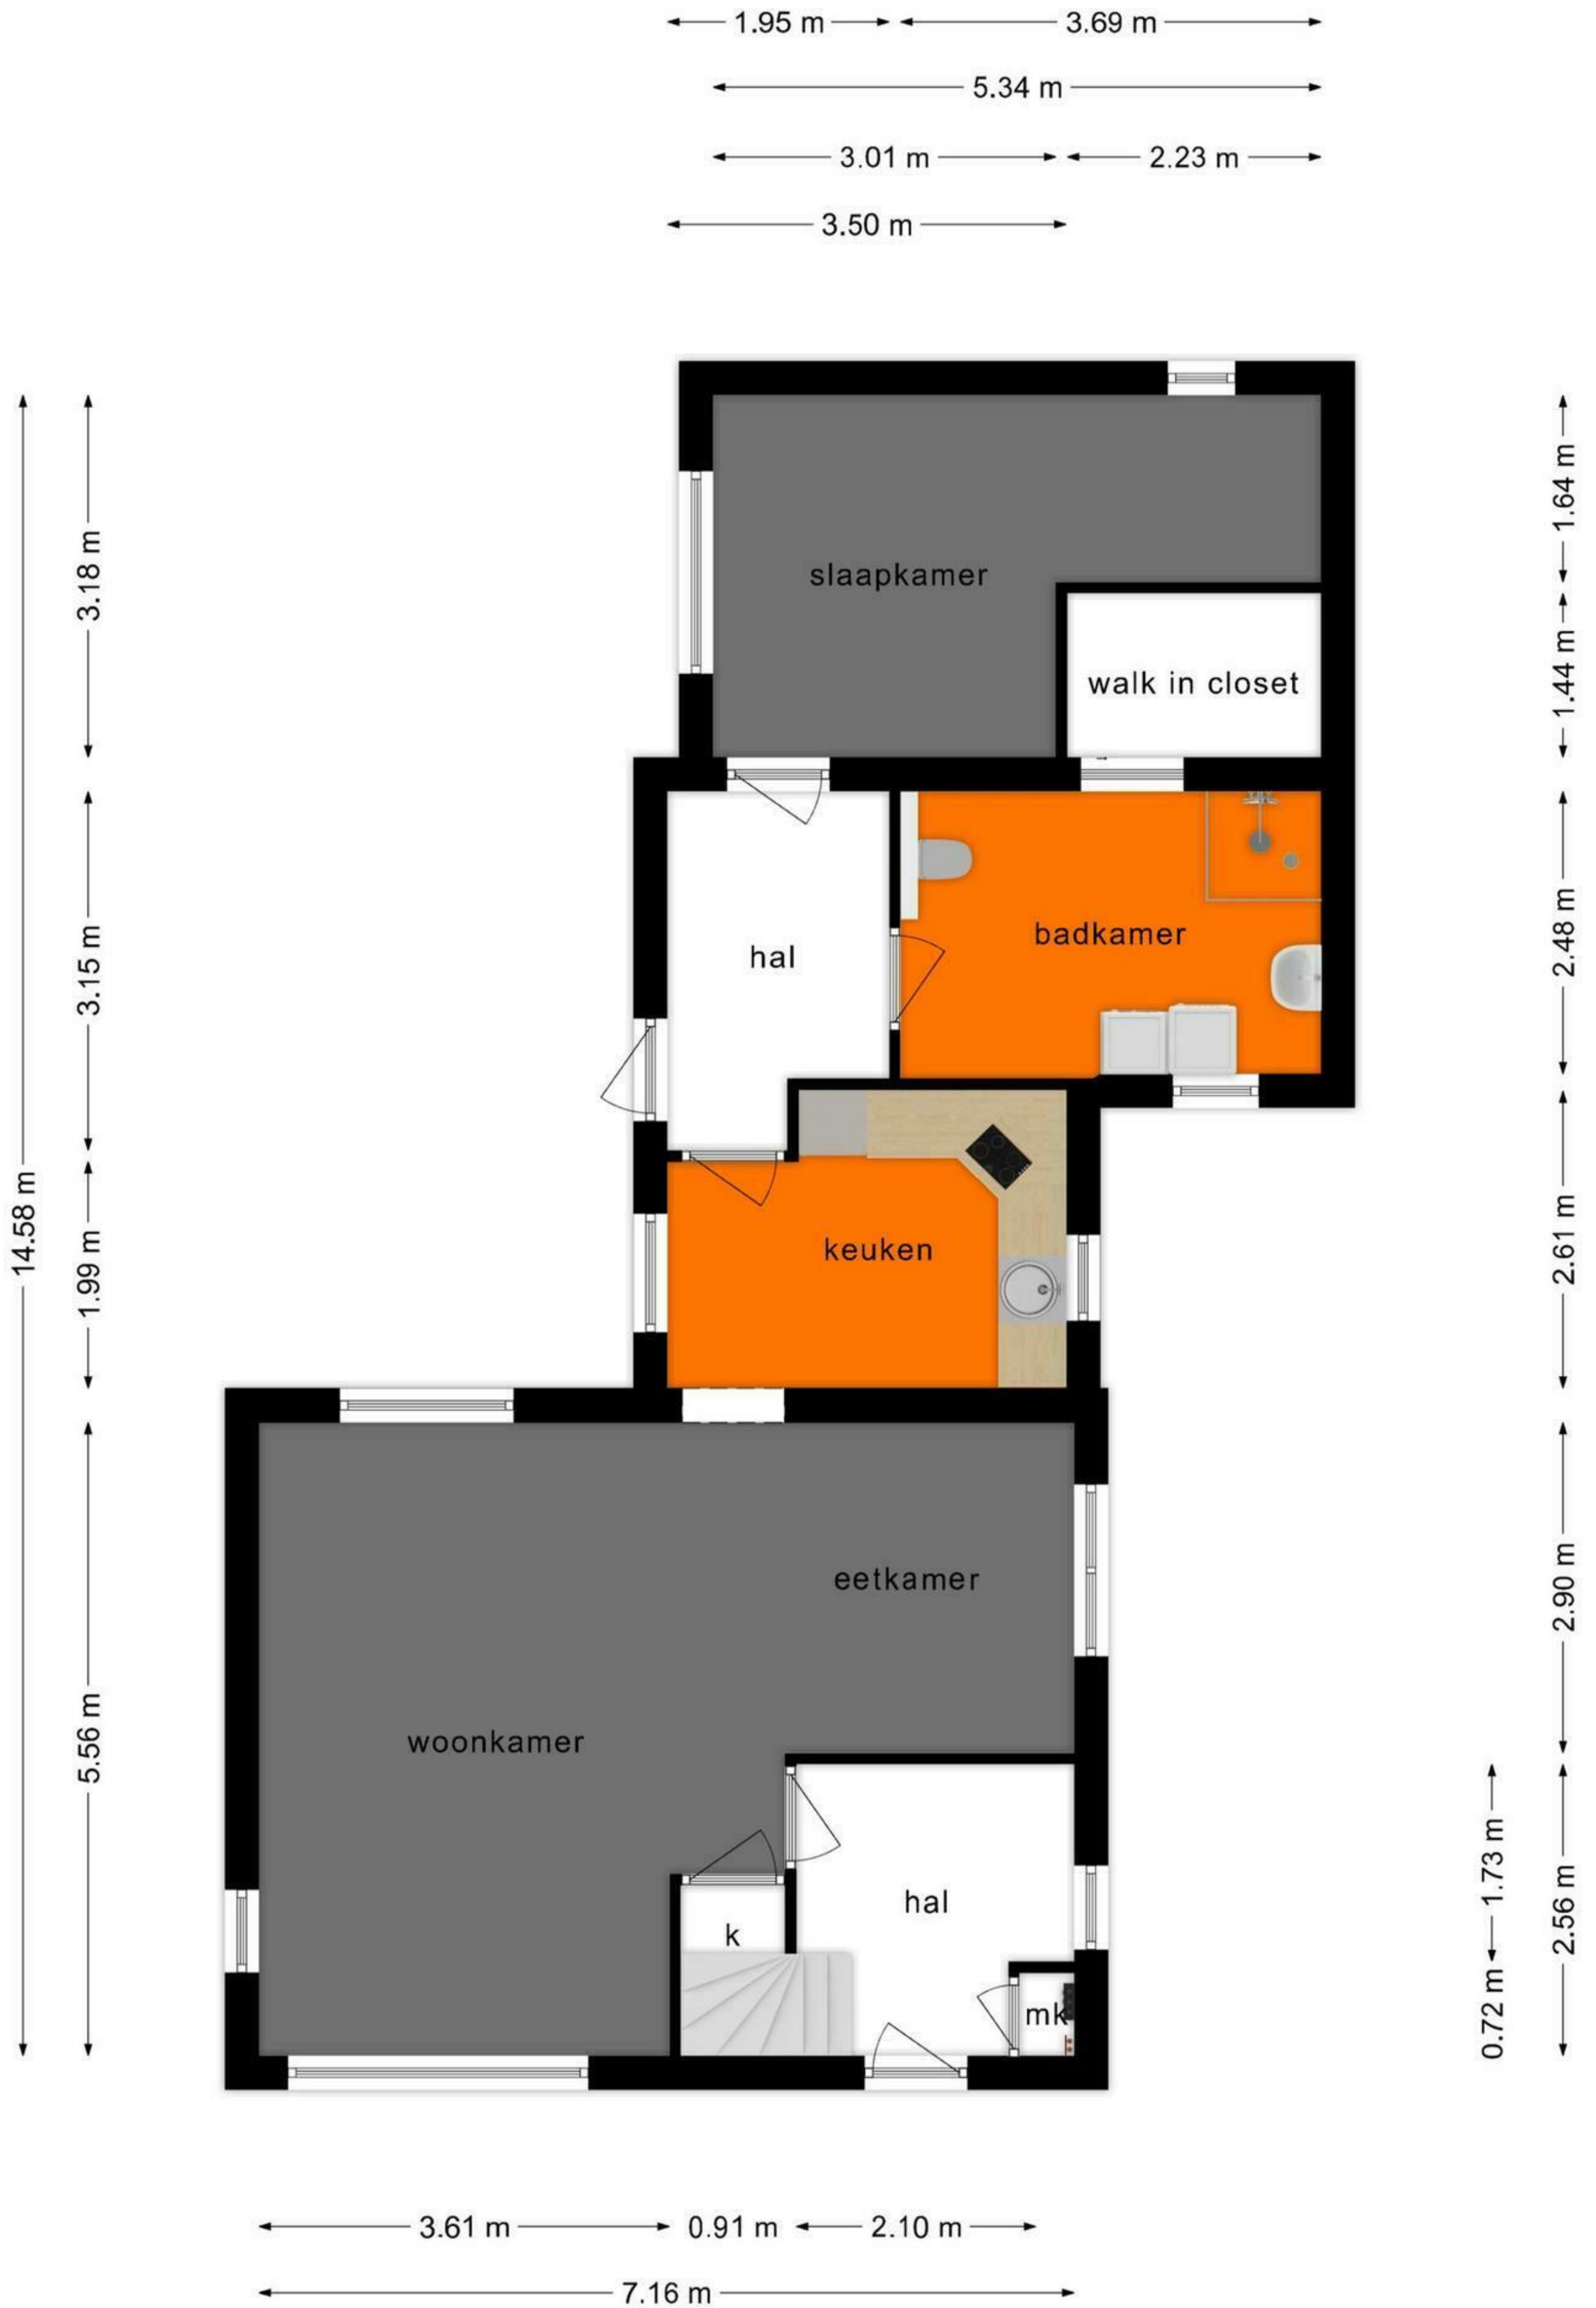 1.95 m
3.69 m
5.34 m
3.01 m
2.23 m
3.50 m
14.58 m
3.18 m
3.15 m
1.99 m
5.56 m
1.64 m
1.44 m
2.48 m
2.61 m
2.90 m
2.56 m
1.73 m
0.72 m
slaapkamer
walk in closet
hal
badkamer
keuken
eetkamer
woonkamer
hal
k
mk
3.61 m
0.91 m
2.10 m
7.16 m